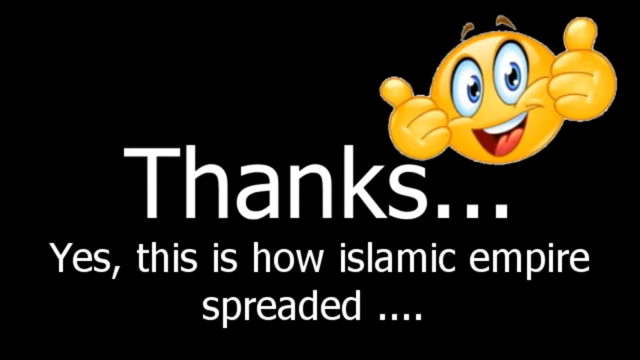 Thanks...
Yes, this is how islamic empire
spreaded ....